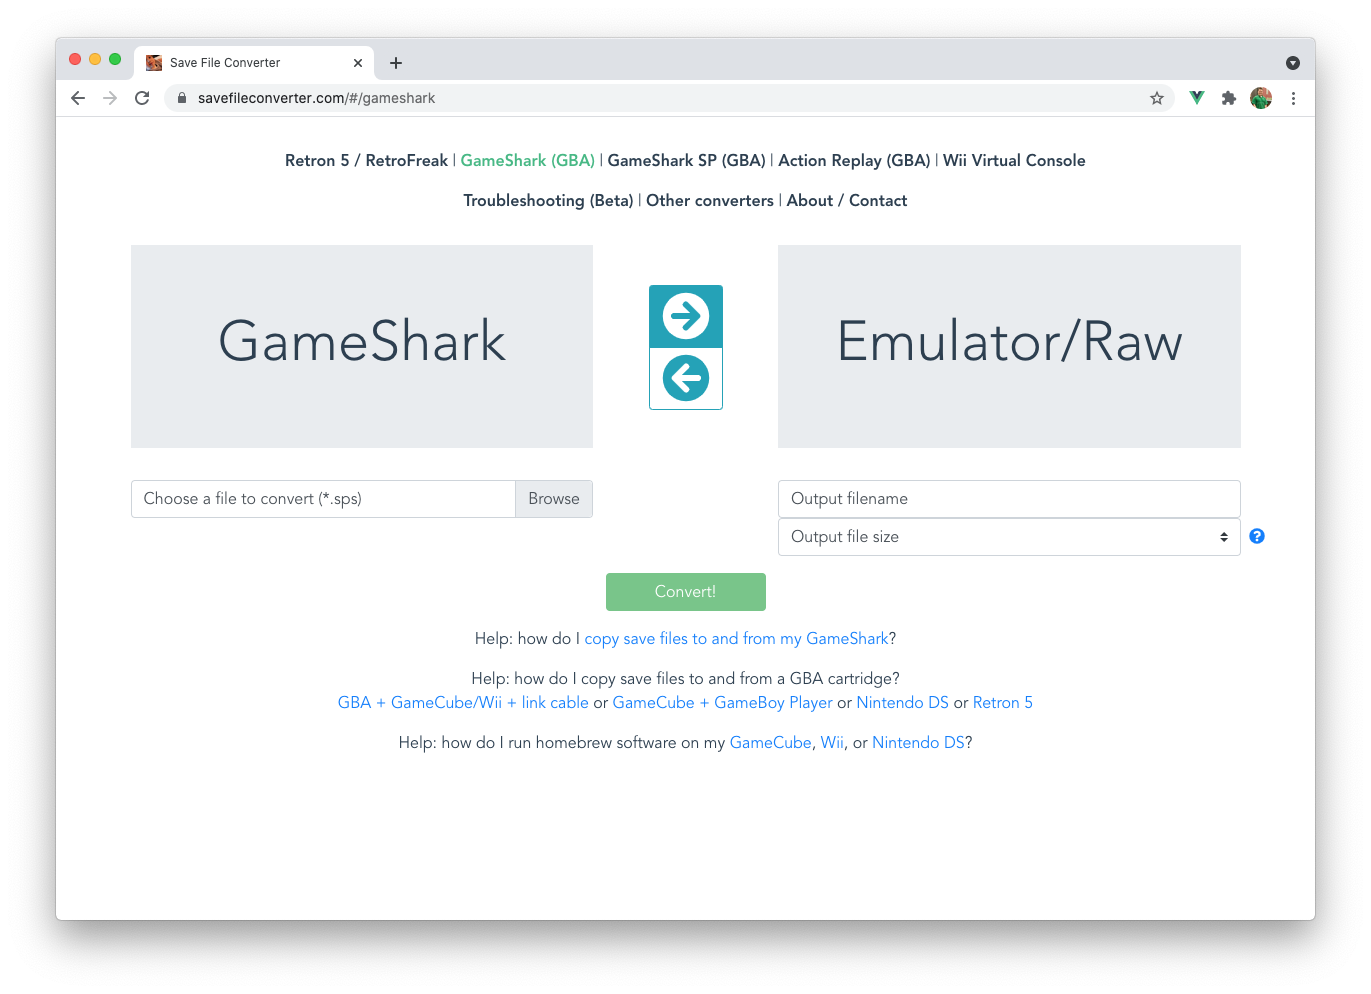 Save File Converter
savefileconverter.com/#/gameshark
Retron 5 / RetroFreak | GameShark (GBA) | GameShark SP (GBA) | Action Replay (GBA) | Wii Virtual Console
Troubleshooting (Beta) | Other converters | About / Contact
GameShark
Emulator/Raw
Choose a file to convert (*.sps)
Browse
Output filename
Output file size
Convert!
Help: how do I copy save files to and from my GameShark?
Help: how do I copy save files to and from a GBA cartridge?
GBA + GameCube/Wii + link cable or GameCube + GameBoy Player or Nintendo DS or Retron 5
Help: how do I run homebrew software on my GameCube, Wii, or Nintendo DS?